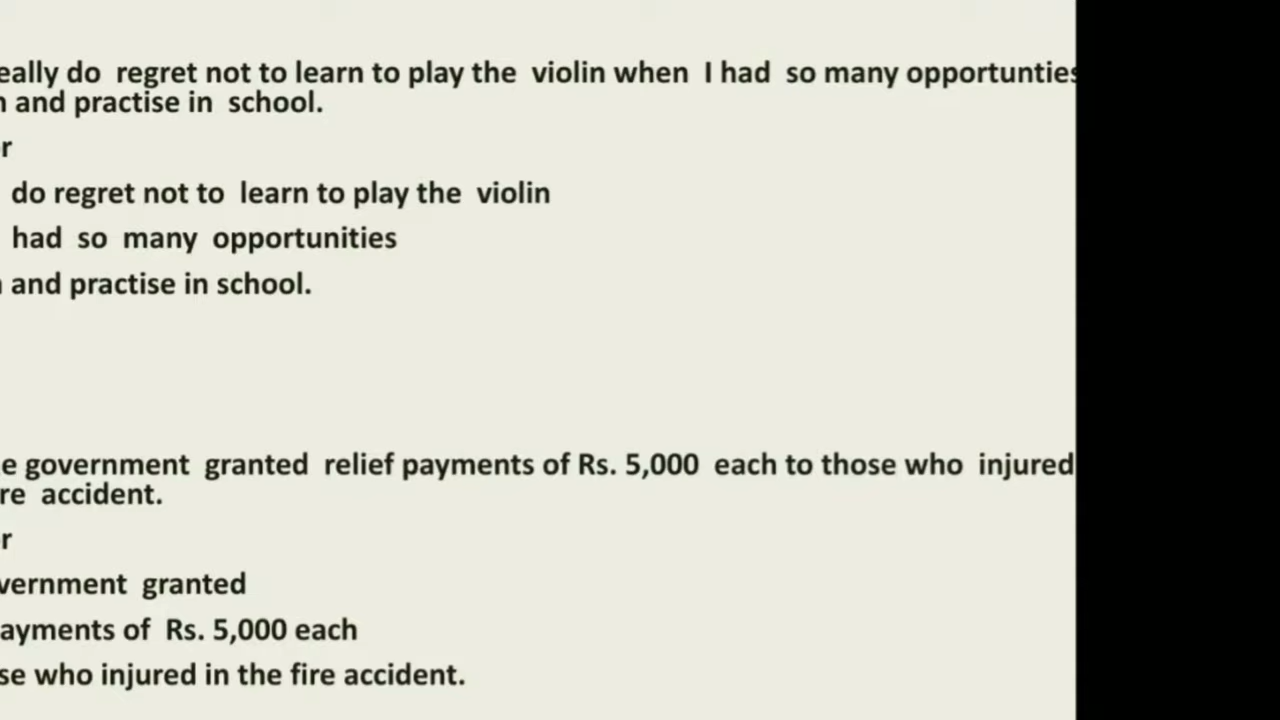 eally do regret not to learn to play the violin when I had so many opportunties
n and practise in school.
r
do regret not to learn to play the violin
had so many opportunities
n and practise in school.
e government granted relief payments of Rs. 5,000 each to those who injured
re accident.
r
vernment granted
ayments of Rs. 5,000 each
se who injured in the fire accident.